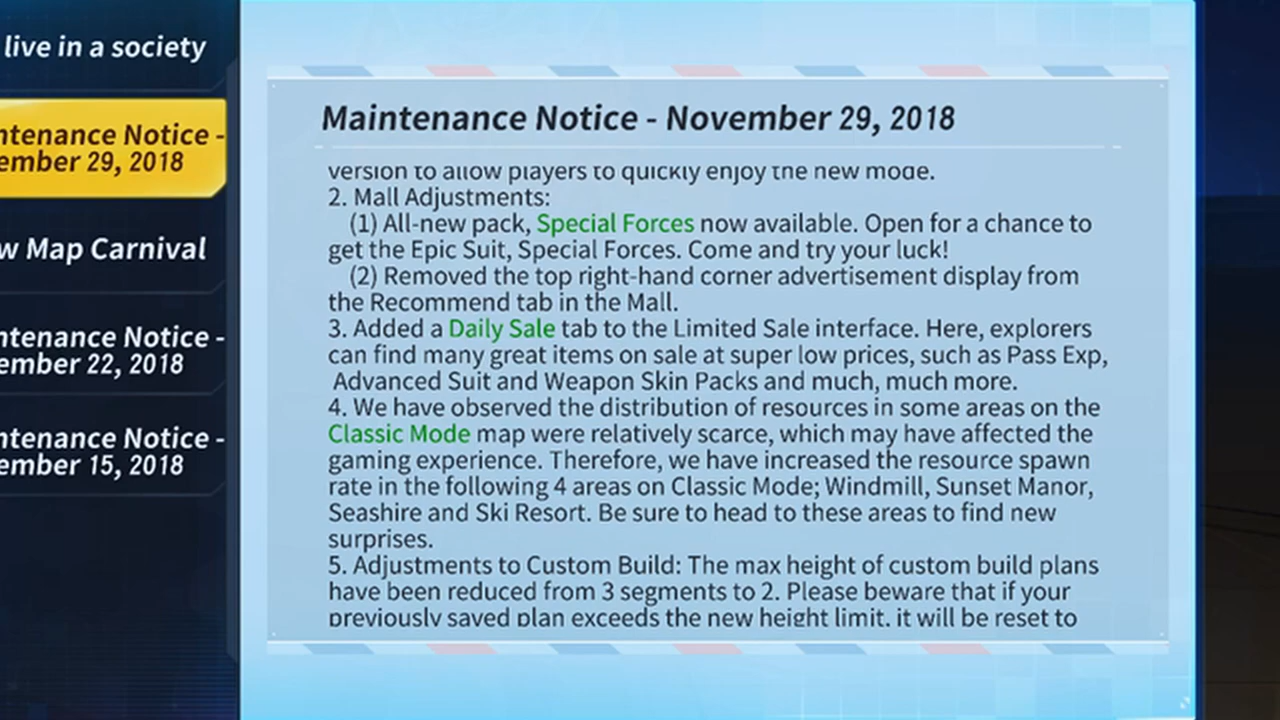 live in a society
ntenance Notice -
ember 29, 2018
w Map Carnival
ntenance Notice -
ember 22, 2018
ntenance Notice -
ember 15, 2018
Maintenance Notice - November 29, 2018
version to allow players to quickly enjoy the new mode.
2. Mall Adjustments:
(1) All-new pack, Special Forces now available. Open for a chance to
get the Epic Suit, Special Forces. Come and try your luck!
(2) Removed the top right-hand corner advertisement display from
the Recommend tab in the Mall.
3. Added a Daily Sale tab to the Limited Sale interface. Here, explorers
can find many great items on sale at super low prices, such as Pass Exp,
Advanced Suit and Weapon Skin Packs and much, much more.
4. We have observed the distribution of resources in some areas on the
Classic Mode map were relatively scarce, which may have affected the
gaming experience. Therefore, we have increased the resource spawn
rate in the following 4 areas on Classic Mode; Windmill, Sunset Manor,
Seashire and Ski Resort. Be sure to head to these areas to find new
surprises.
5. Adjustments to Custom Build: The max height of custom build plans
have been reduced from 3 segments to 2. Please beware that if your
previously saved plan exceeds the new height limit, it will be reset to